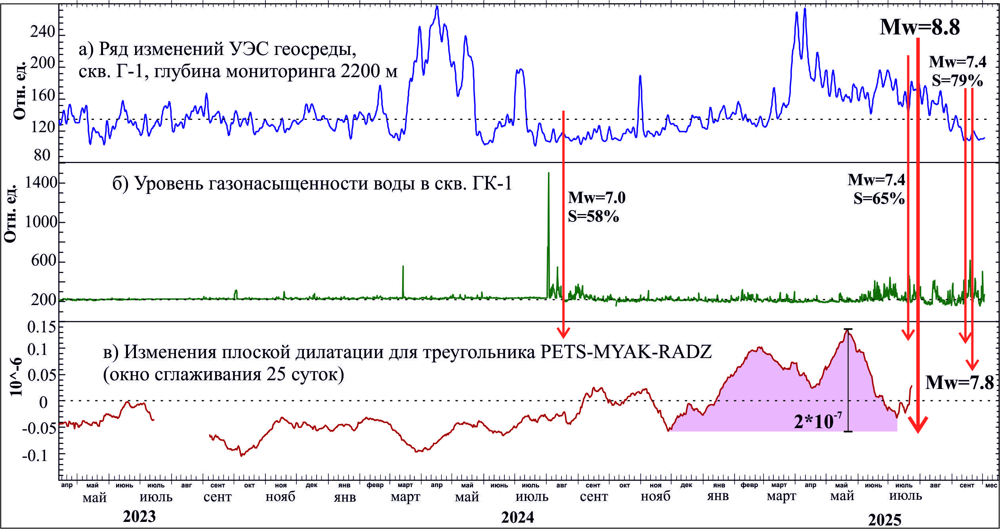 240
200
160
120
80
Отн. ед.
а) Ряд изменений УЭС геосреды,
скв. Г-1, глубина мониторинга 2200 м
Mw=8.8
Mw=7.4
S=79%
1400
1000
600
200
Отн. ед.
б) Уровень газонасыщенности воды в скв. ГК-1
Mw=7.0
S=58%
Mw=7.4
S=65%
0.15
0.1
0.05
0
-0.05
-0.1
10^-6
в) Изменения плоской дилатации для треугольника PETS-MYAK-RADZ
(окно сглаживания 25 суток)
2*10-7
Mw=7.8
апр май июнь июль авг сент окт ноя дек янв февр март апр май июнь июль авг сент окт ноя дек янв февр март апр май июнь июль авг сент мес
май июль сент нояб янв март май июль сент нояб янв март май июль
2023 2024 2025